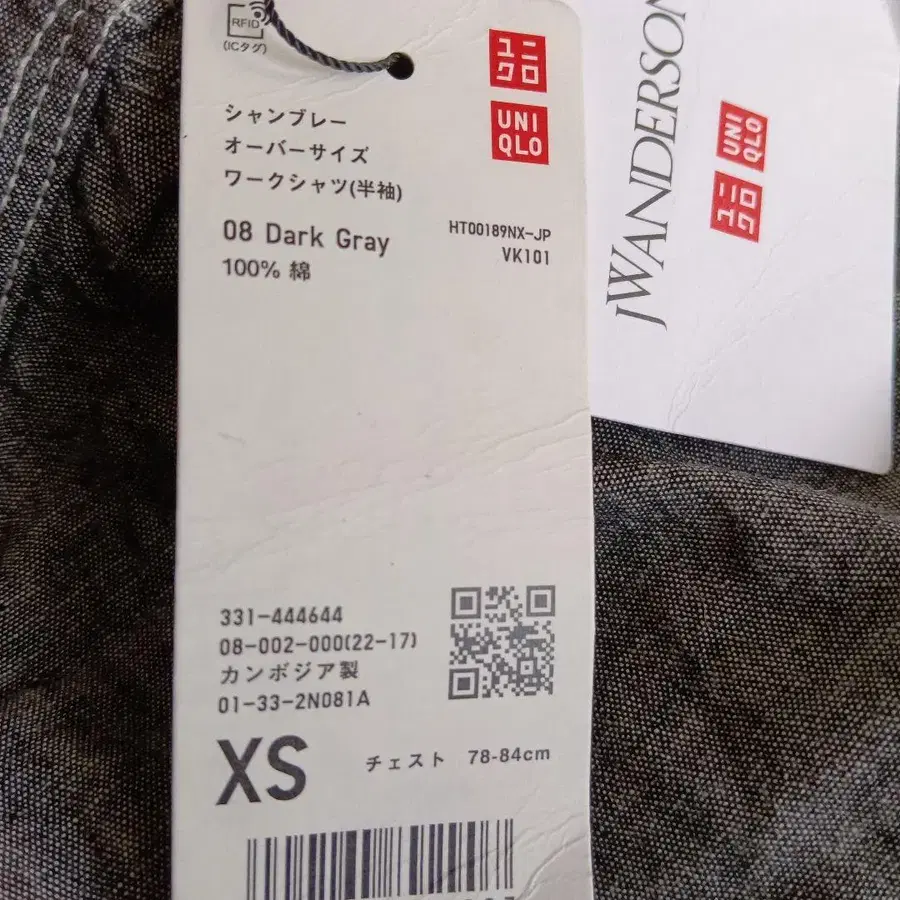 RFID
(ICタグ)
ユニ
クロ
UNI
QLO
シャンブレー
オーバーサイズ
ワークシャツ(半袖)
08 Dark Gray
100% 綿
HT00189NX-JP
VK101
331-444644
08-002-000(22-17)
カンボジア製
01-33-2N081A
XS
チェスト 78-84cm
JWANDERSON
UNI
QLO
ユニ
クロ